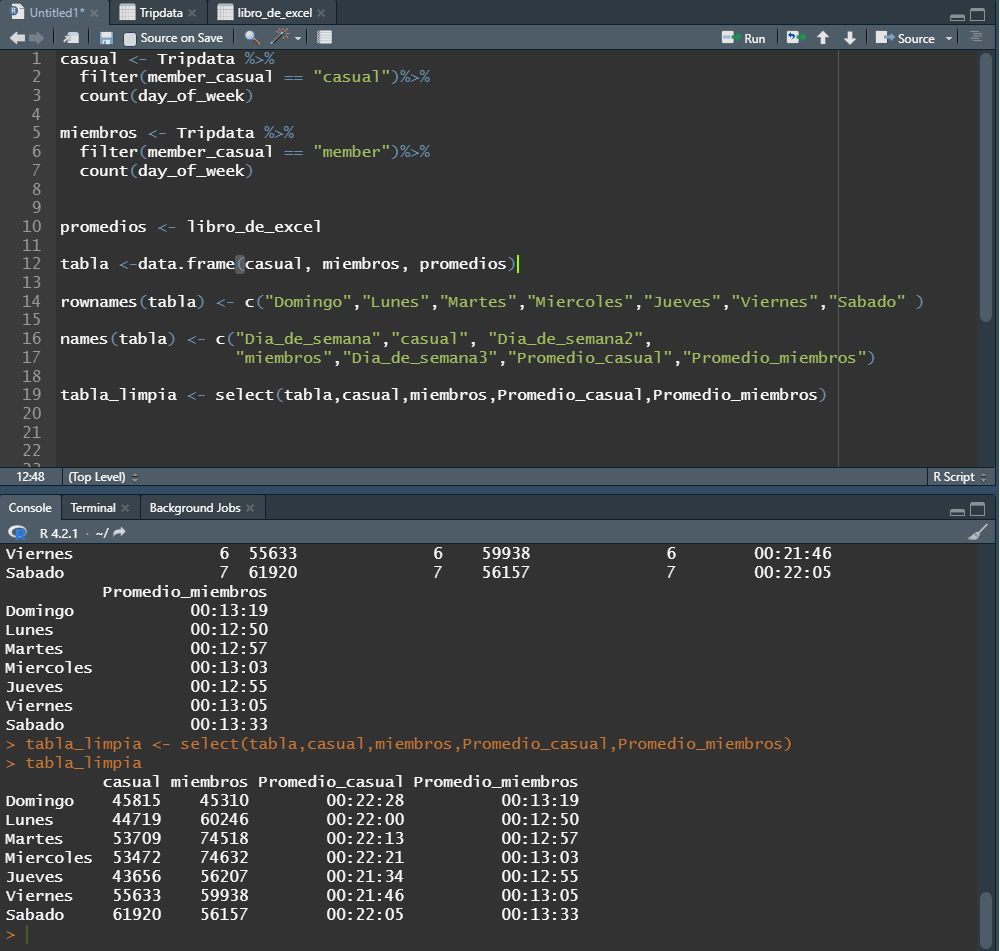 Untitled1* × Tripdata × libro_de_excel ×
Source on Save Run Source
1 casual <- Tripdata %>%
2   filter(member_casual == "casual")%>%
3   count(day_of_week)
4
5 miembros <- Tripdata %>%
6   filter(member_casual == "member")%>%
7   count(day_of_week)
8
9
10 promedios <- libro_de_excel
11
12 tabla <-data.frame(casual, miembros, promedios)
13
14 rownames(tabla) <- c("Domingo","Lunes","Martes","Miercoles","Jueves","Viernes","Sabado" )
15
16 names(tabla) <- c("Dia_de_semana","casual", "Dia_de_semana2",
17                   "miembros","Dia_de_semana3","Promedio_casual","Promedio_miembros")
18
19 tabla_limpia <- select(tabla,casual,miembros,Promedio_casual,Promedio_miembros)
20
21
22
23
12:48 (Top Level) R Script
Console Terminal × Background Jobs ×
R 4.2.1 · ~/
Viernes 6 55633 6 59938 6 00:21:46
Sabado 7 61920 7 56157 7 00:22:05
Promedio_miembros
Domingo 00:13:19
Lunes 00:12:50
Martes 00:12:57
Miercoles 00:13:03
Jueves 00:12:55
Viernes 00:13:05
Sabado 00:13:33
> tabla_limpia <- select(tabla,casual,miembros,Promedio_casual,Promedio_miembros)
> tabla_limpia
casual miembros Promedio_casual Promedio_miembros
Domingo 45815 45310 00:22:28 00:13:19
Lunes 44719 60246 00:22:00 00:12:50
Martes 53709 74518 00:22:13 00:12:57
Miercoles 53472 74632 00:22:21 00:13:03
Jueves 43656 56207 00:21:34 00:12:55
Viernes 55633 59938 00:21:46 00:13:05
Sabado 61920 56157 00:22:05 00:13:33
>